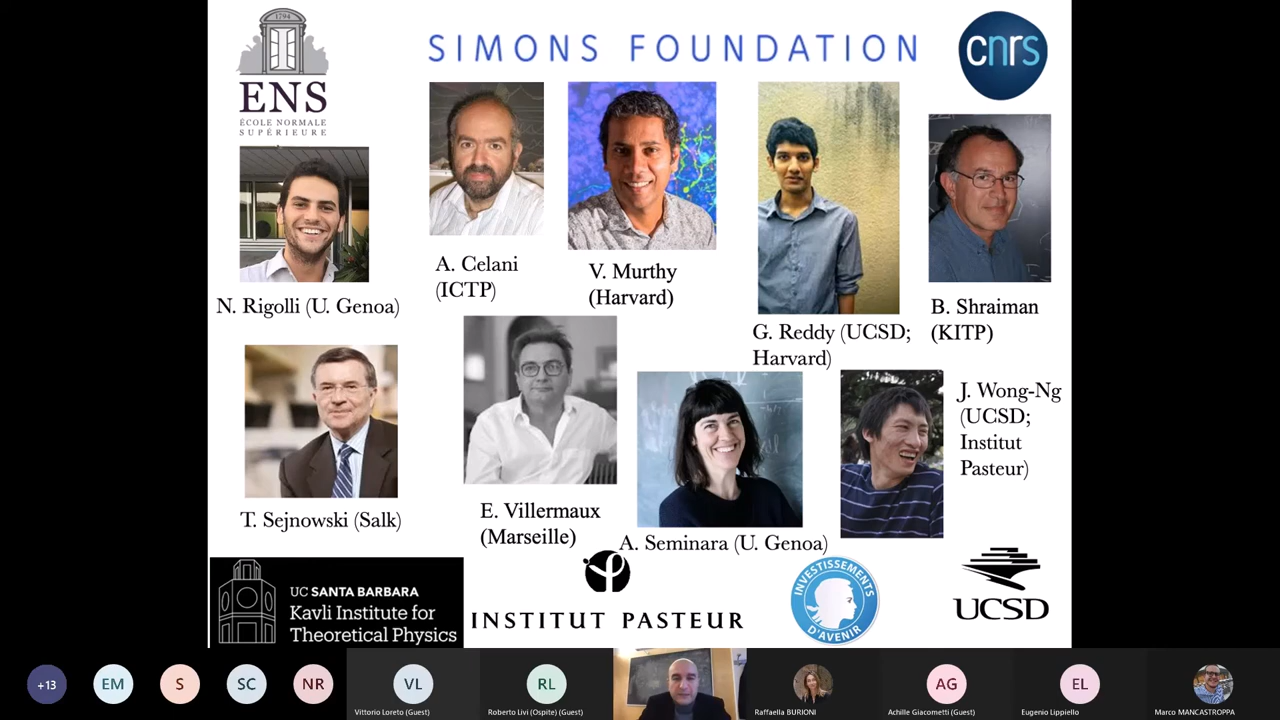 1794
ENS
ÉCOLE NORMALE
SUPÉRIEURE
SIMONS FOUNDATION
cnrs
N. Rigolli (U. Genoa)
A. Celani
(ICTP)
V. Murthy
(Harvard)
G. Reddy (UCSD;
Harvard)
B. Shraiman
(KITP)
T. Sejnowski (Salk)
E. Villermaux
(Marseille)
A. Seminara (U. Genoa)
J. Wong-Ng
(UCSD;
Institut
Pasteur)
UC SANTA BARBARA
Kavli Institute for
Theoretical Physics
INSTITUT PASTEUR
INVESTISSEMENTS
D'AVENIR
UCSD
+13
EM
S
SC
NR
VL
Vittorio Loreto (Guest)
RL
Roberto Livi (Ospite) (Guest)
Raffaella BURIONI
AG
Achille Giacometti (Guest)
EL
Eugenio Lippiello
Marco MANCASTROPPA